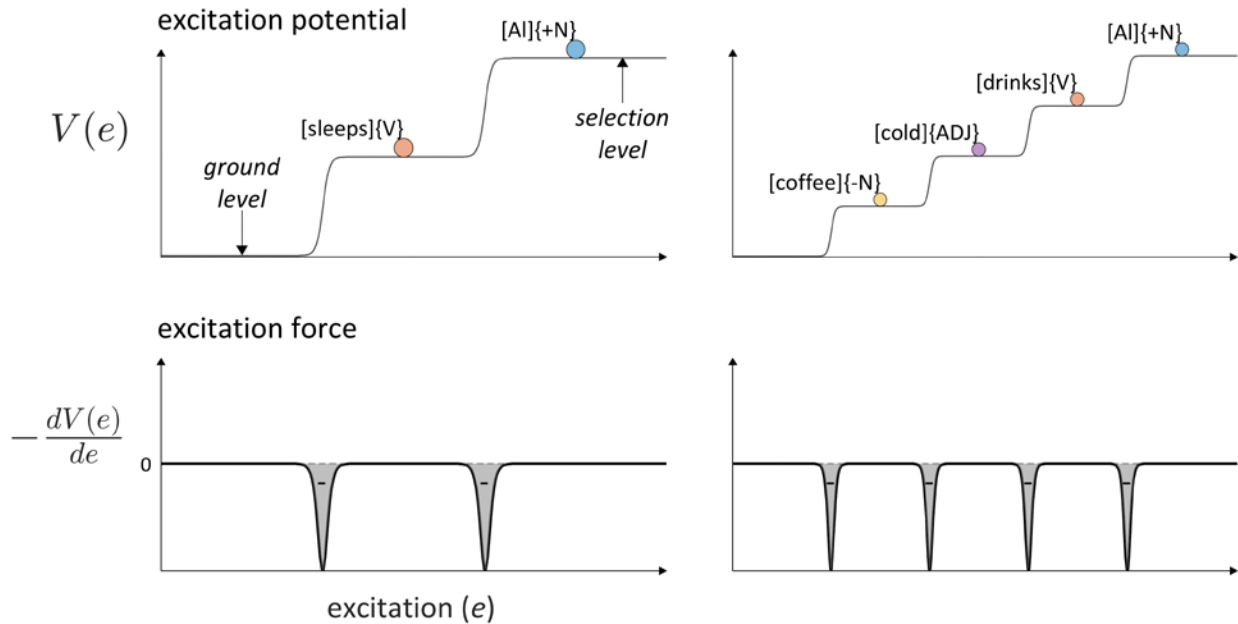 excitation potential
V(e)
[Al]{+N}
[sleeps]{V}
selection
level
ground
level
[Al]{+N}
[drinks]{V}
[cold]{ADJ}
[coffee]{-N}
excitation force
− dV(e)
de
0
-
-
-
-
-
-
excitation (e)